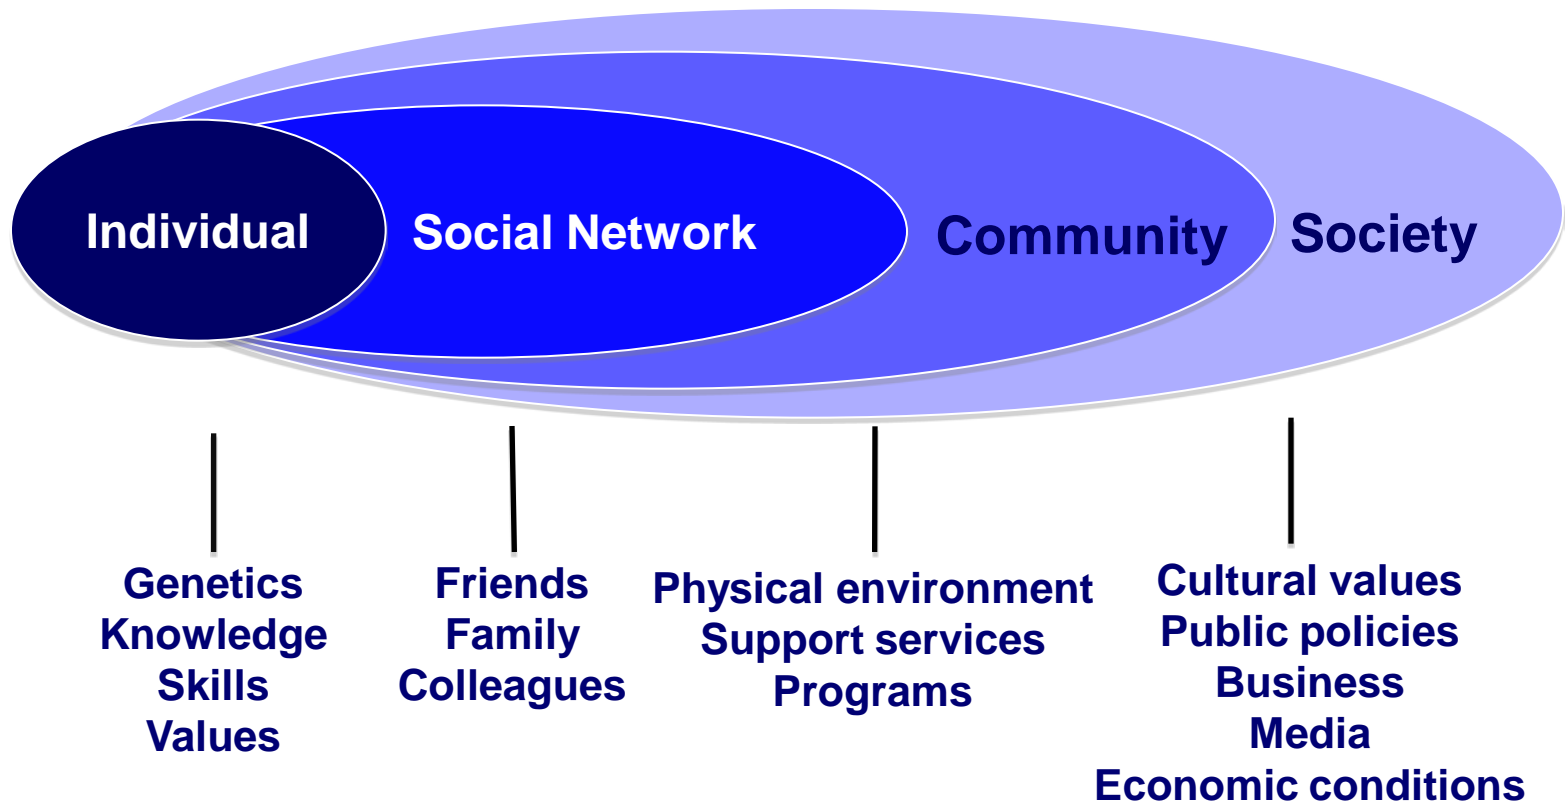 Individual
Social Network
Community
Society
Genetics
Knowledge
Skills
Values
Friends
Family
Colleagues
Physical environment
Support services
Programs
Cultural values
Public policies
Business
Media
Economic conditions